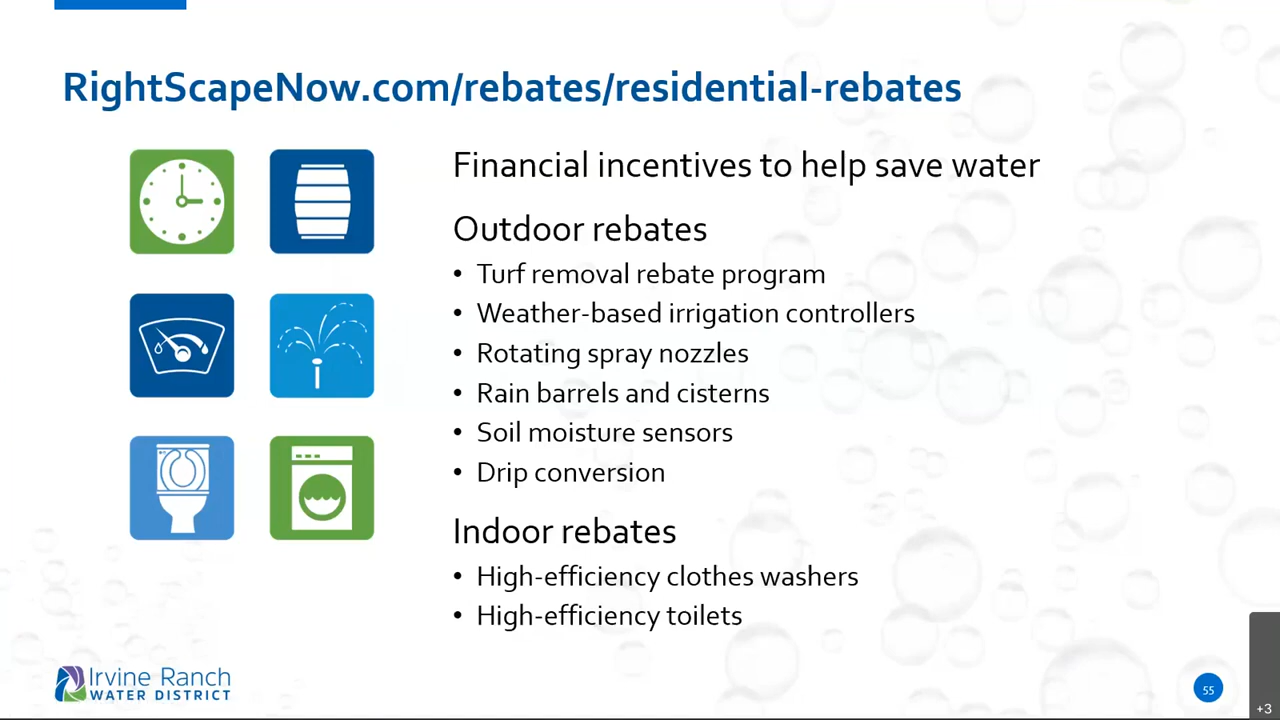 RightScapeNow.com/rebates/residential-rebates
Financial incentives to help save water
Outdoor rebates
• Turf removal rebate program
• Weather-based irrigation controllers
• Rotating spray nozzles
• Rain barrels and cisterns
• Soil moisture sensors
• Drip conversion
Indoor rebates
• High-efficiency clothes washers
• High-efficiency toilets
Irvine Ranch
WATER DISTRICT
55
+3